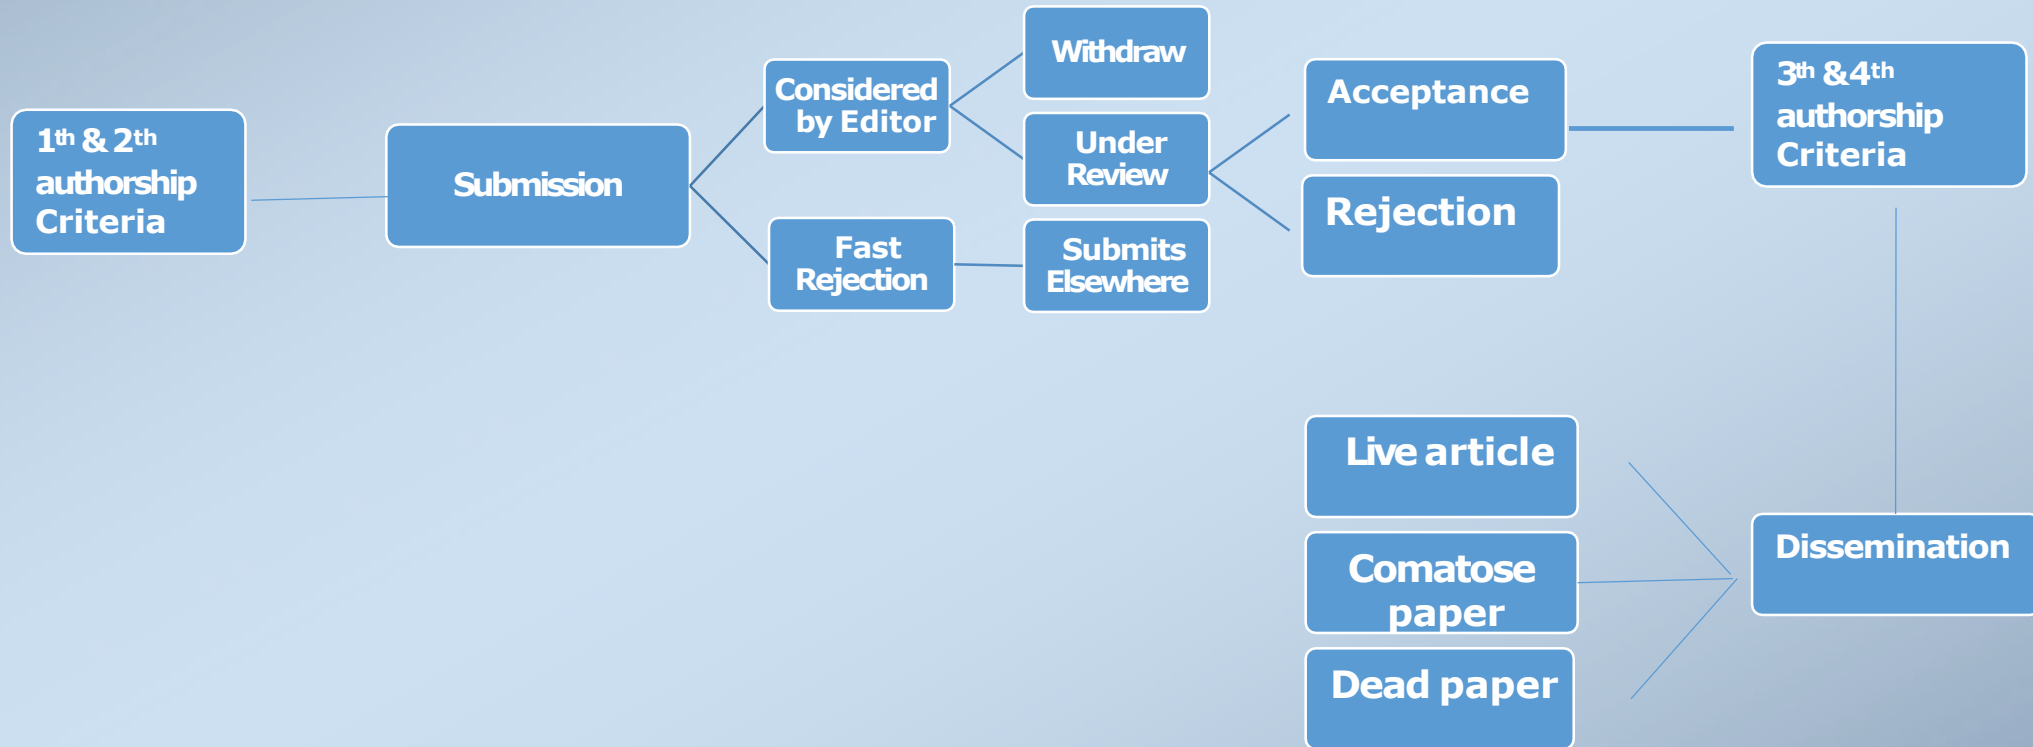 1th & 2th
authorship
Criteria
Submission
Considered
by Editor
Fast
Rejection
Withdraw
Under
Review
Submits
Elsewhere
Acceptance
Rejection
3th & 4th
authorship
Criteria
Dissemination
Live article
Comatose
paper
Dead paper